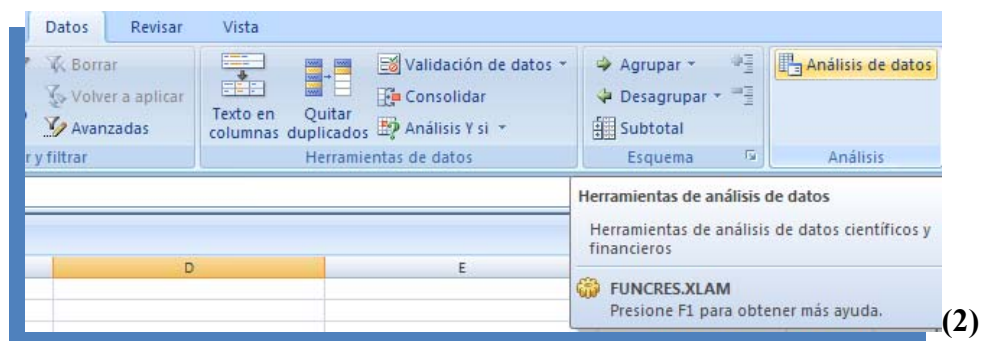 Datos Revisar Vista
Borrar
Volver a aplicar
Avanzadas
r y filtrar
Texto en columnas
Quitar duplicados
Validación de datos
Consolidar
Análisis Y si
Herramientas de datos
Agrupar
Desagrupar
Subtotal
Esquema
Análisis de datos
Análisis
Herramientas de análisis de datos
Herramientas de análisis de datos científicos y
financieros
FUNCRES.XLAM
Presione F1 para obtener más ayuda.
D E
(2)